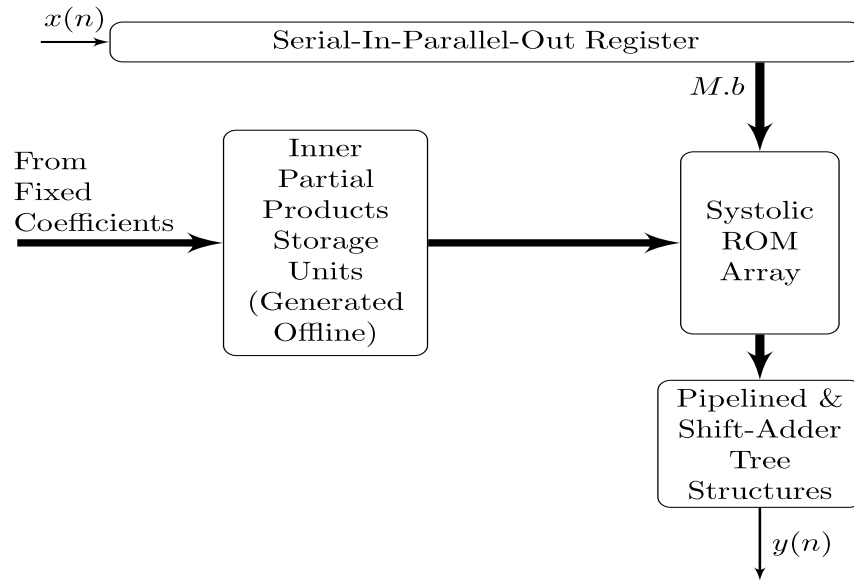 x(n)
Serial-In-Parallel-Out Register
M.b
From
Fixed
Coefficients
Inner
Partial
Products
Storage
Units
(Generated
Offline)
Systolic
ROM
Array
Pipelined &
Shift-Adder
Tree
Structures
y(n)